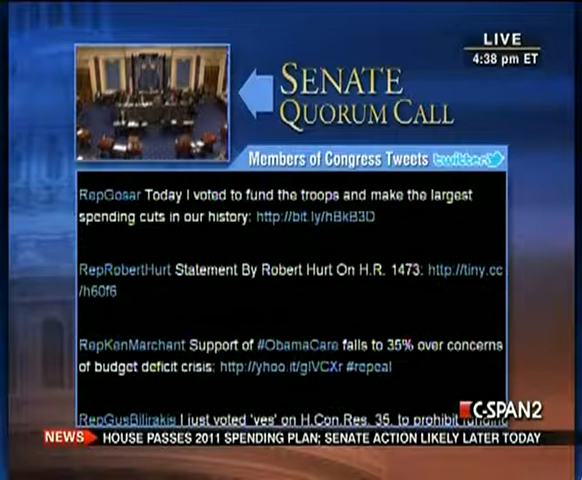 LIVE
4:38 pm ET
SENATE
QUORUM CALL
Members of Congress Tweets twitter
RepGosar Today I voted to fund the troops and make the largest
spending cuts in our history: http://bit.ly/hBkB3D
RepRobertHurt Statement By Robert Hurt On H.R. 1473: http://tiny.cc
/h60f6
RepKenMarchant Support of #ObamaCare falls to 35% over concerns
of budget deficit crisis: http://yhoo.it/gIVCXr #repeal
RepGusBilirakis I just voted 'yes' on H.Con.Res. 35, to prohibit funding
C-SPAN2
NEWS HOUSE PASSES 2011 SPENDING PLAN; SENATE ACTION LIKELY LATER TODAY